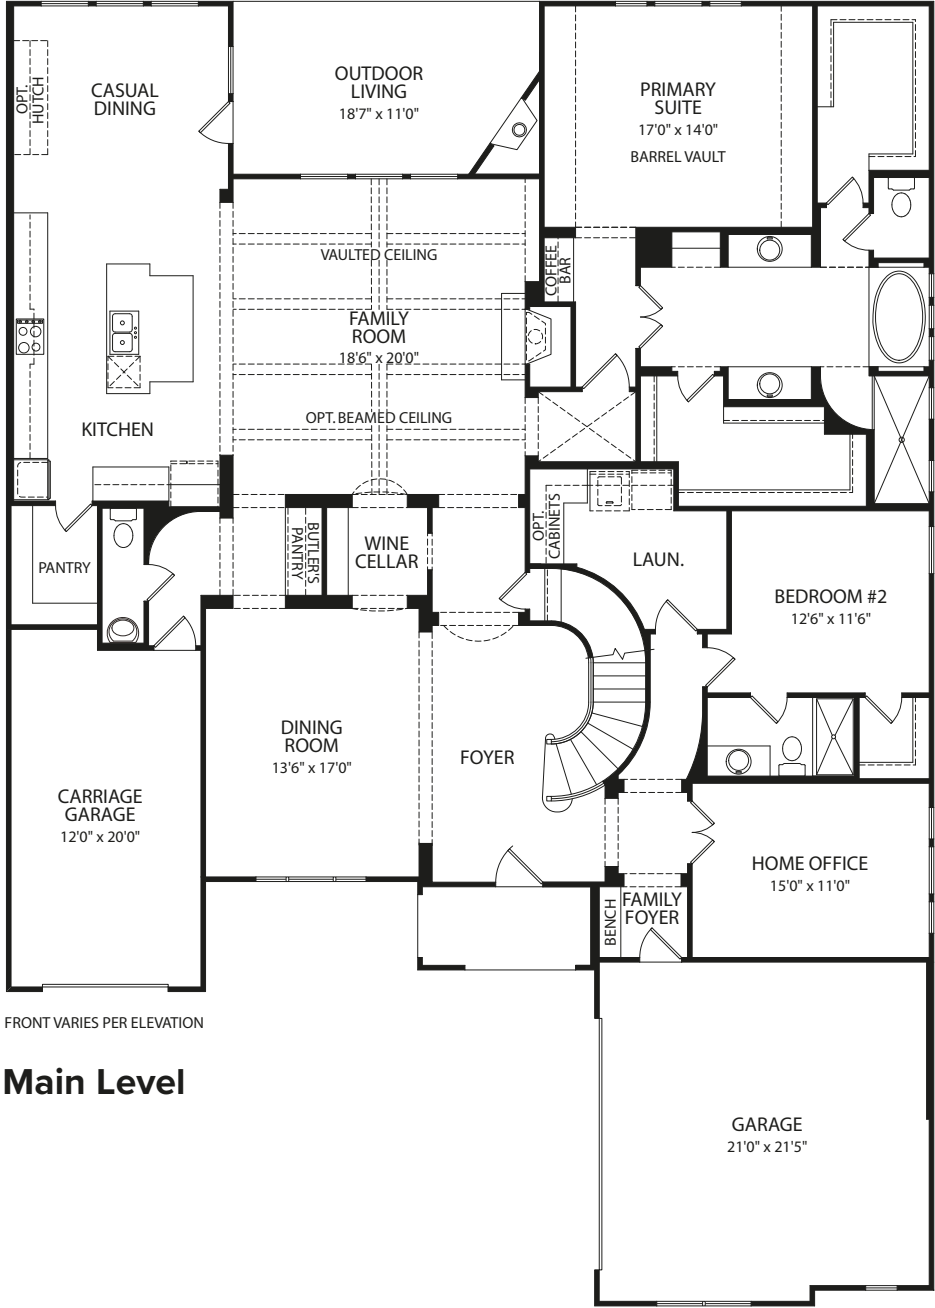 CASUAL
DINING
OPT.
HUTCH
OUTDOOR
LIVING
18'7" x 11'0"
PRIMARY
SUITE
17'0" x 14'0"
BARREL VAULT
VAULTED CEILING
COFFEE
BAR
FAMILY
ROOM
18'6" x 20'0"
OPT. BEAMED CEILING
KITCHEN
PANTRY
BUTLER'S
PANTRY
WINE
CELLAR
OPT.
CABINETS
LAUN.
BEDROOM #2
12'6" x 11'6"
DINING
ROOM
13'6" x 17'0"
FOYER
CARRIAGE
GARAGE
12'0" x 20'0"
HOME OFFICE
15'0" x 11'0"
BENCH
FAMILY
FOYER
FRONT VARIES PER ELEVATION
Main Level
GARAGE
21'0" x 21'5"